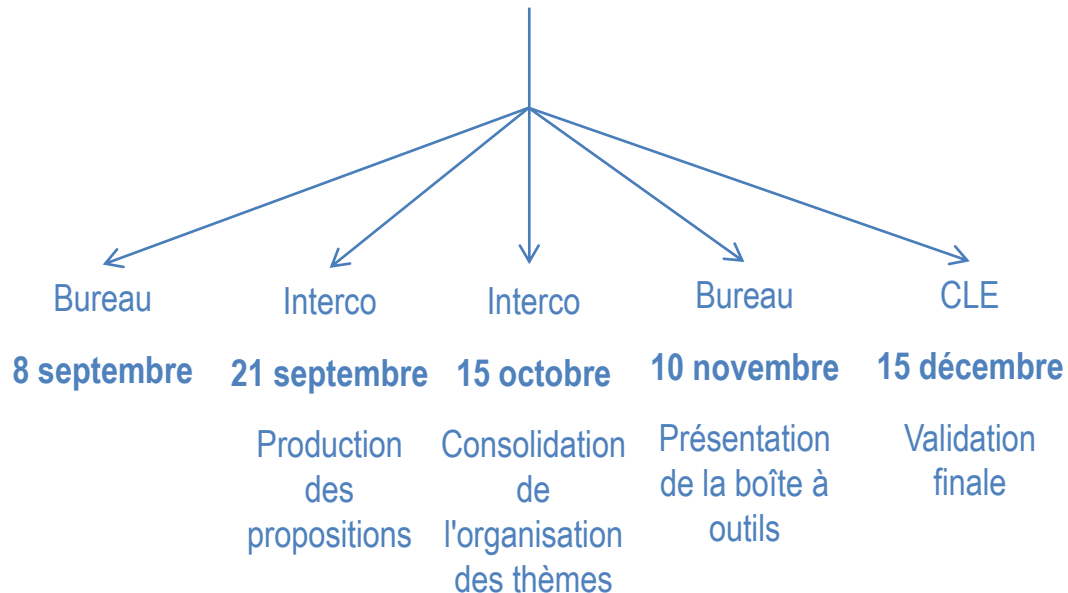 Bureau
8 septembre
Interco
21 septembre
Production
des
propositions
Interco
15 octobre
Consolidation
de
l'organisation
des thèmes
Bureau
10 novembre
Présentation
de la boîte à
outils
CLE
15 décembre
Validation
finale